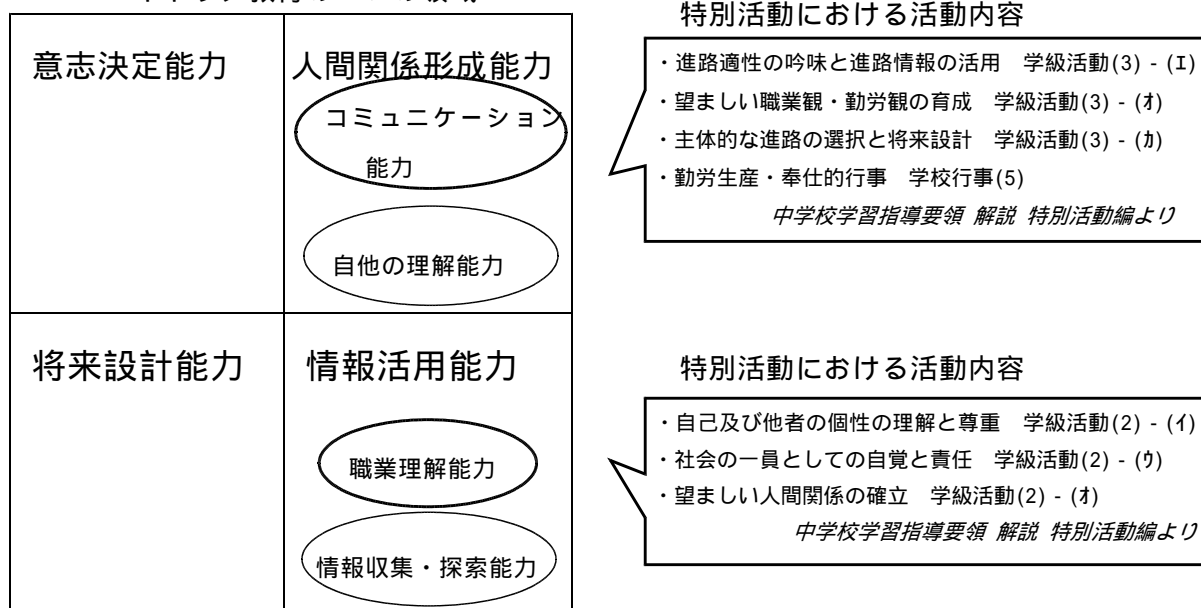 特別活動における活動内容
意志決定能力
人間関係形成能力
コミュニケーション
能力
自他の理解能力
・進路適性の吟味と進路情報の活用　学級活動(3) - (ｴ)
・望ましい職業観・勤労観の育成　学級活動(3) - (ｵ)
・主体的な進路の選択と将来設計　学級活動(3) - (ｶ)
・勤労生産・奉仕的行事　学校行事(5)
中学校学習指導要領 解説 特別活動編より
将来設計能力
情報活用能力
職業理解能力
情報収集・探索能力
特別活動における活動内容
・自己及び他者の個性の理解と尊重　学級活動(2) - (ｲ)
・社会の一員としての自覚と責任　学級活動(2) - (ｳ)
・望ましい人間関係の確立　学級活動(2) - (ｵ)
中学校学習指導要領 解説 特別活動編より